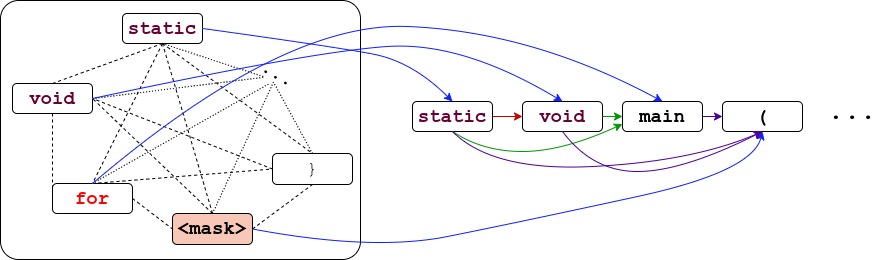 static
...
void
}
for
<mask>
static void main ( ...